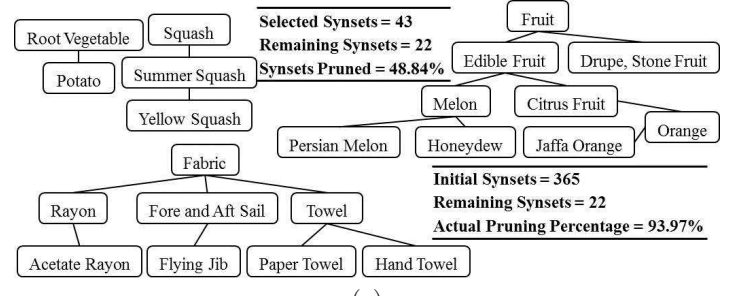 Root Vegetable
Potato
Squash
Summer Squash
Yellow Squash
Selected Synsets = 43
Remaining Synsets = 22
Synsets Pruned = 48.84%
Fruit
Edible Fruit
Drupe, Stone Fruit
Melon
Citrus Fruit
Orange
Persian Melon
Honeydew
Jaffa Orange
Fabric
Rayon
Fore and Aft Sail
Towel
Acetate Rayon
Flying Jib
Paper Towel
Hand Towel
Initial Synsets = 365
Remaining Synsets = 22
Actual Pruning Percentage = 93.97%